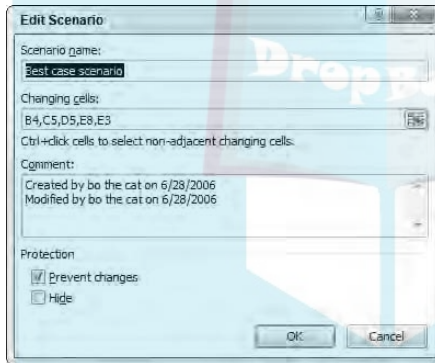 Edit Scenario
Scenario name:
Best case scenario
Changing cells:
B4,C5,D5,E8,E3
Ctrl+click cells to select non-adjacent changing cells.
Comment:
Created by bo the cat on 6/28/2006
Modified by bo the cat on 6/28/2006
Protection
Prevent changes
Hide
OK
Cancel